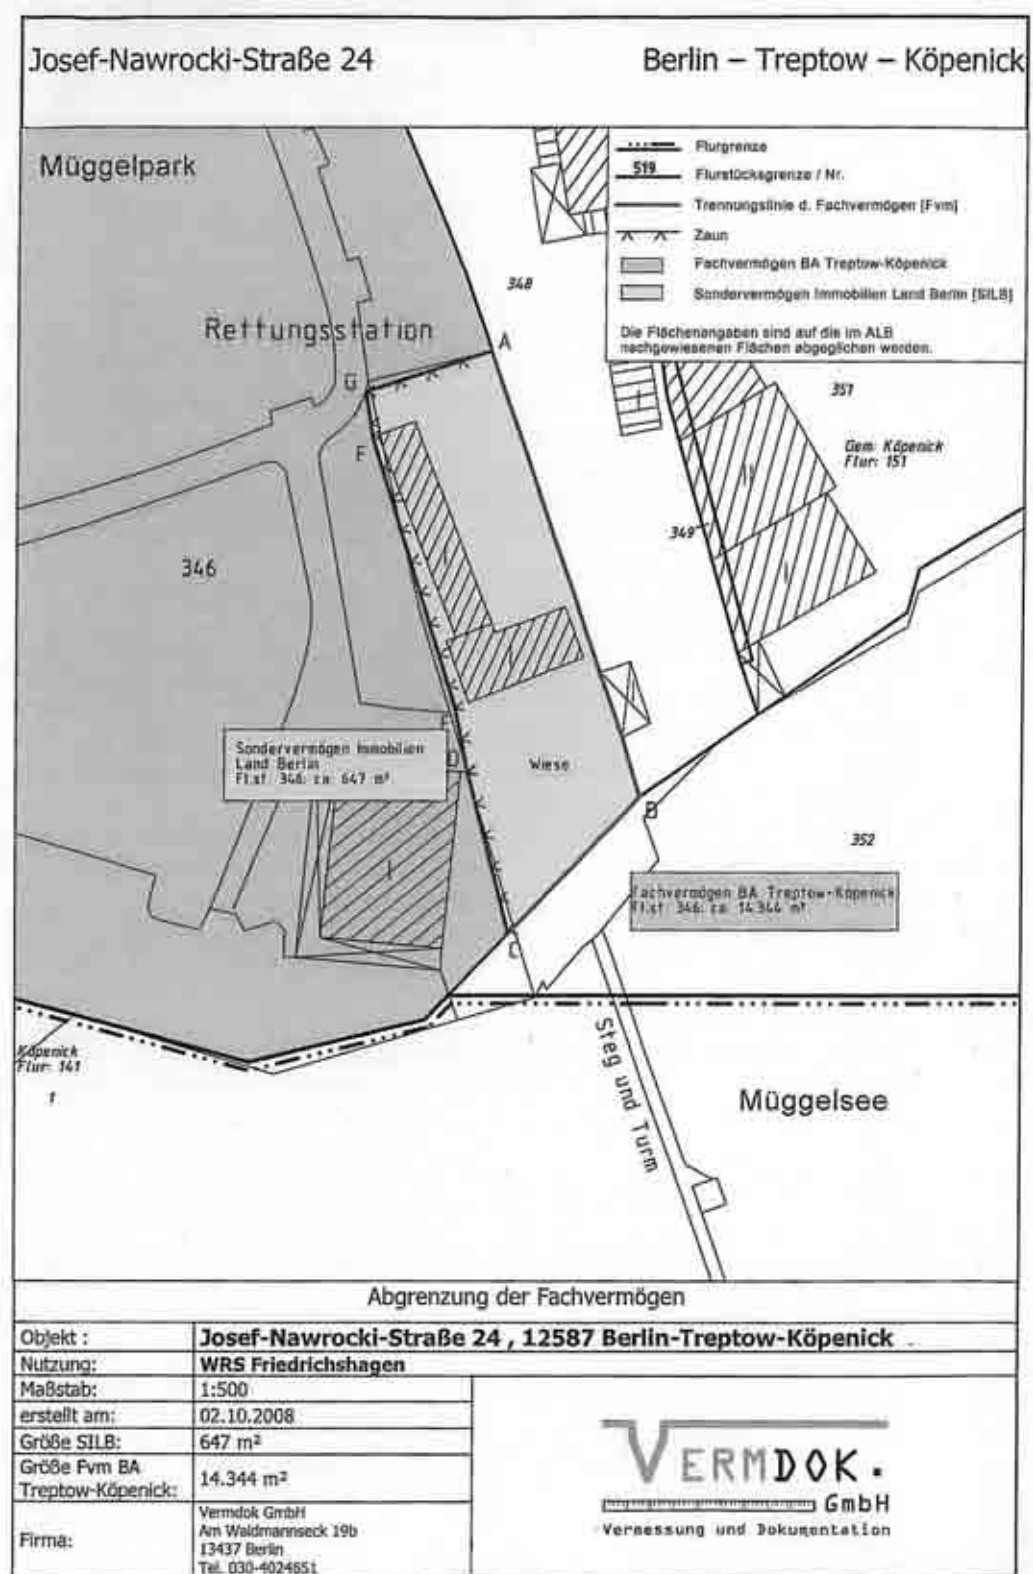 Josef-Nawrocki-Straße 24
Berlin – Treptow – Köpenick
Müggelpark
Flurgrenze
519
Flurstücksgrenze / Nr.
Trennungslinie d. Fachvermögen [Fvm]
Zaun
Fachvermögen BA Treptow-Köpenick
Sondervermögen Immobilien Land Berlin [SILB]
Die Flächenangaben sind auf die im ALB
nachgewiesenen Flächen abgeglichen worden.
348
Rettungsstation
A
G
F
351
Gem: Köpenick
Flur: 151
349
346
E
D
Sondervermögen Immobilien
Land Berlin
Fl.st. 346: ca. 647 m²
Wiese
B
352
Fachvermögen BA Treptow-Köpenick
Fl.st. 346: ca. 14.344 m²
C
Köpenick
Flur: 141
1
Steg und Turm
Müggelsee
Abgrenzung der Fachvermögen
Objekt :
Josef-Nawrocki-Straße 24 , 12587 Berlin-Treptow-Köpenick
Nutzung:
WRS Friedrichshagen
Maßstab:
1:500
erstellt am:
02.10.2008
Größe SILB:
647 m²
Größe Fvm BA
Treptow-Köpenick:
14.344 m²
Firma:
Vermdok GmbH
Am Waldmannseck 19b
13437 Berlin
Tel. 030-4024651
VERMDOK.
GmbH
Vermessung und Dokumentation